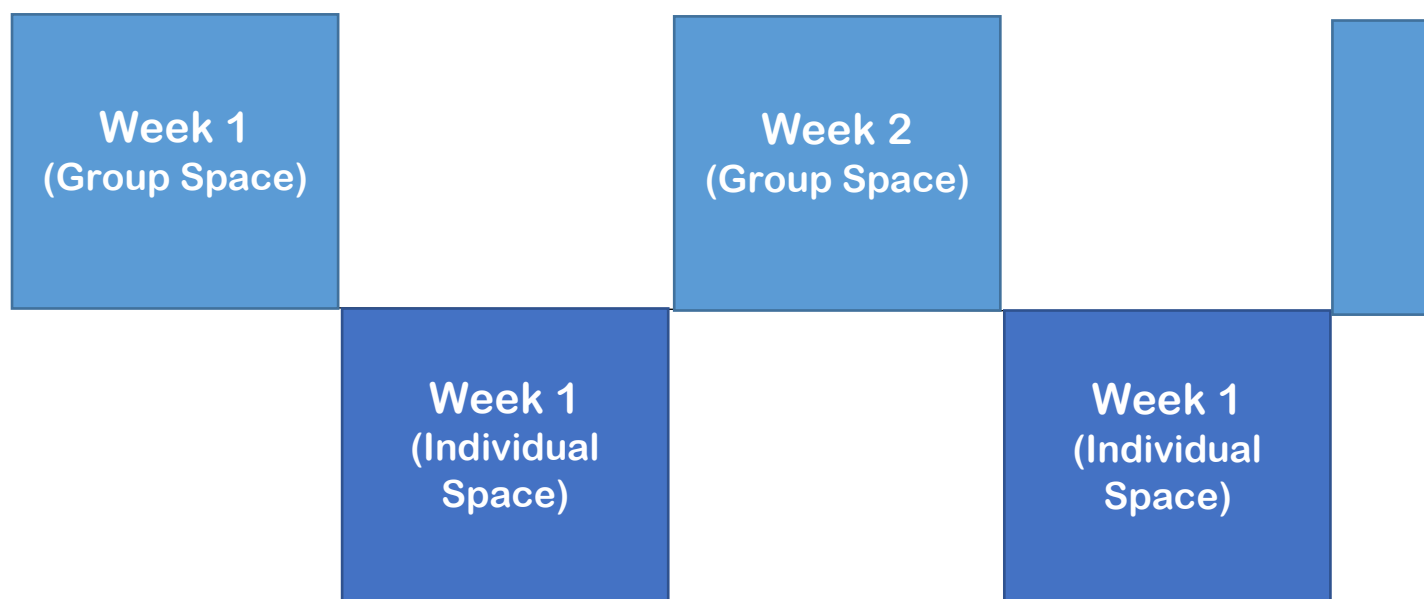 Week 1
(Group Space)
Week 2
(Group Space)
Week 1
(Individual
Space)
Week 1
(Individual
Space)